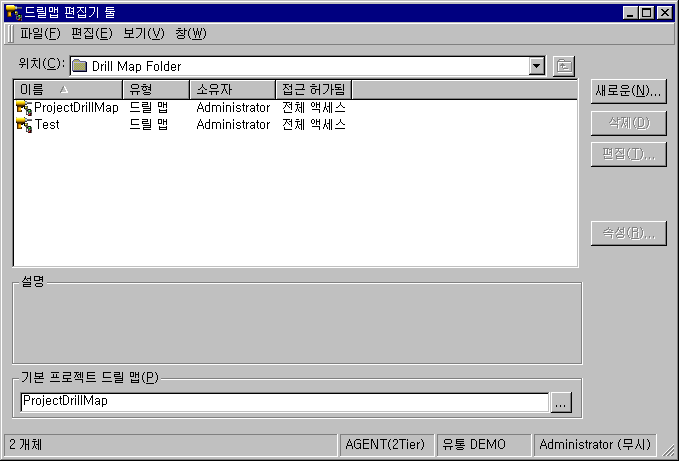 드릴맵 편집기 툴
파일(F) 편집(E) 보기(V) 창(W)
위치(C): Drill Map Folder
이름 유형 소유자 접근 허가됨
ProjectDrillMap 드릴 맵 Administrator 전체 액세스
Test 드릴 맵 Administrator 전체 액세스
새로운(N)...
삭제(D)
편집(T)...
속성(R)...
설명
기본 프로젝트 드릴 맵(P)
ProjectDrillMap ...
2 개체 AGENT(2Tier) 유통 DEMO Administrator (무시)